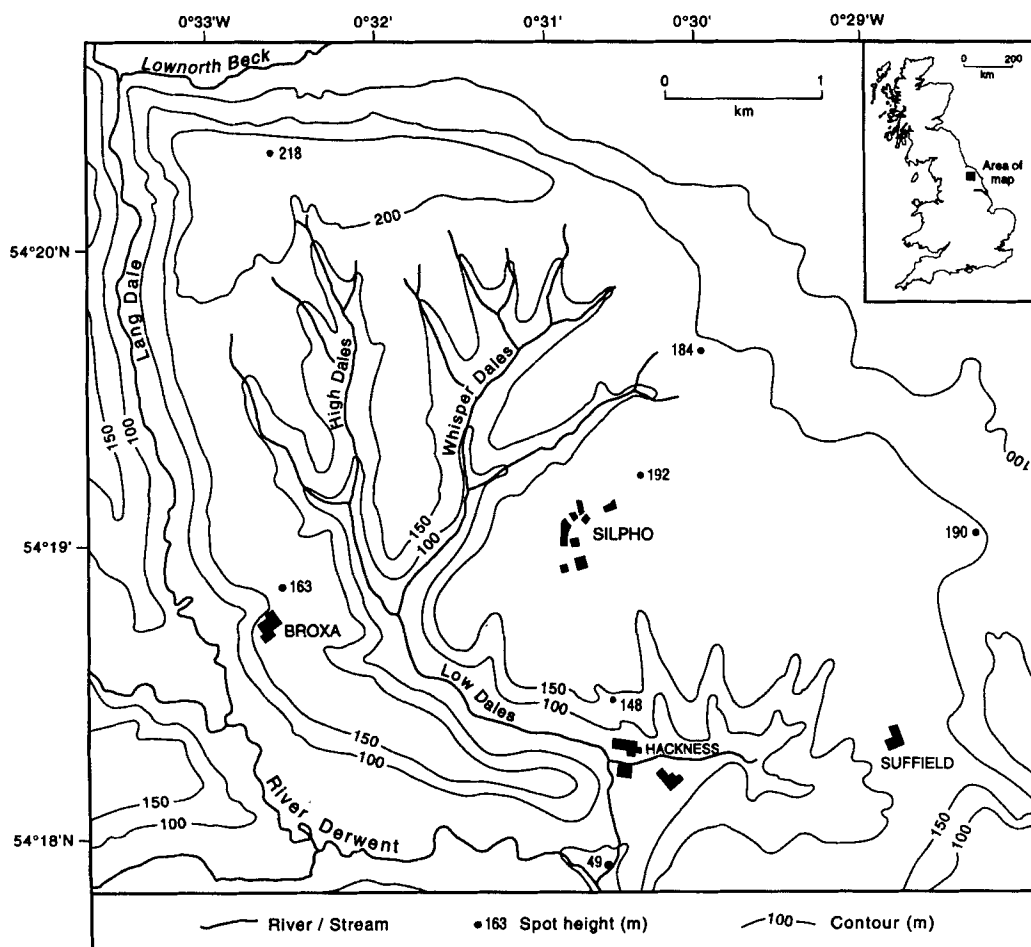 0°33'W 0°32' 0°31' 0°30' 0°29'
Lownorth Beck
0 1
km
0 200
km
Area of map
218
200
54°20'N
Lang Dale
High Dales
Whisper Dales
184
150
100
100
192
SILPHO
150
100
190
54°19'
163
BROXA
Low Dales
150
100
148
HACKNESS
SUFFIELD
150
100
150
100
River Derwent
150
100
54°18'N
49
River / Stream
163 Spot height (m)
100 Contour (m)